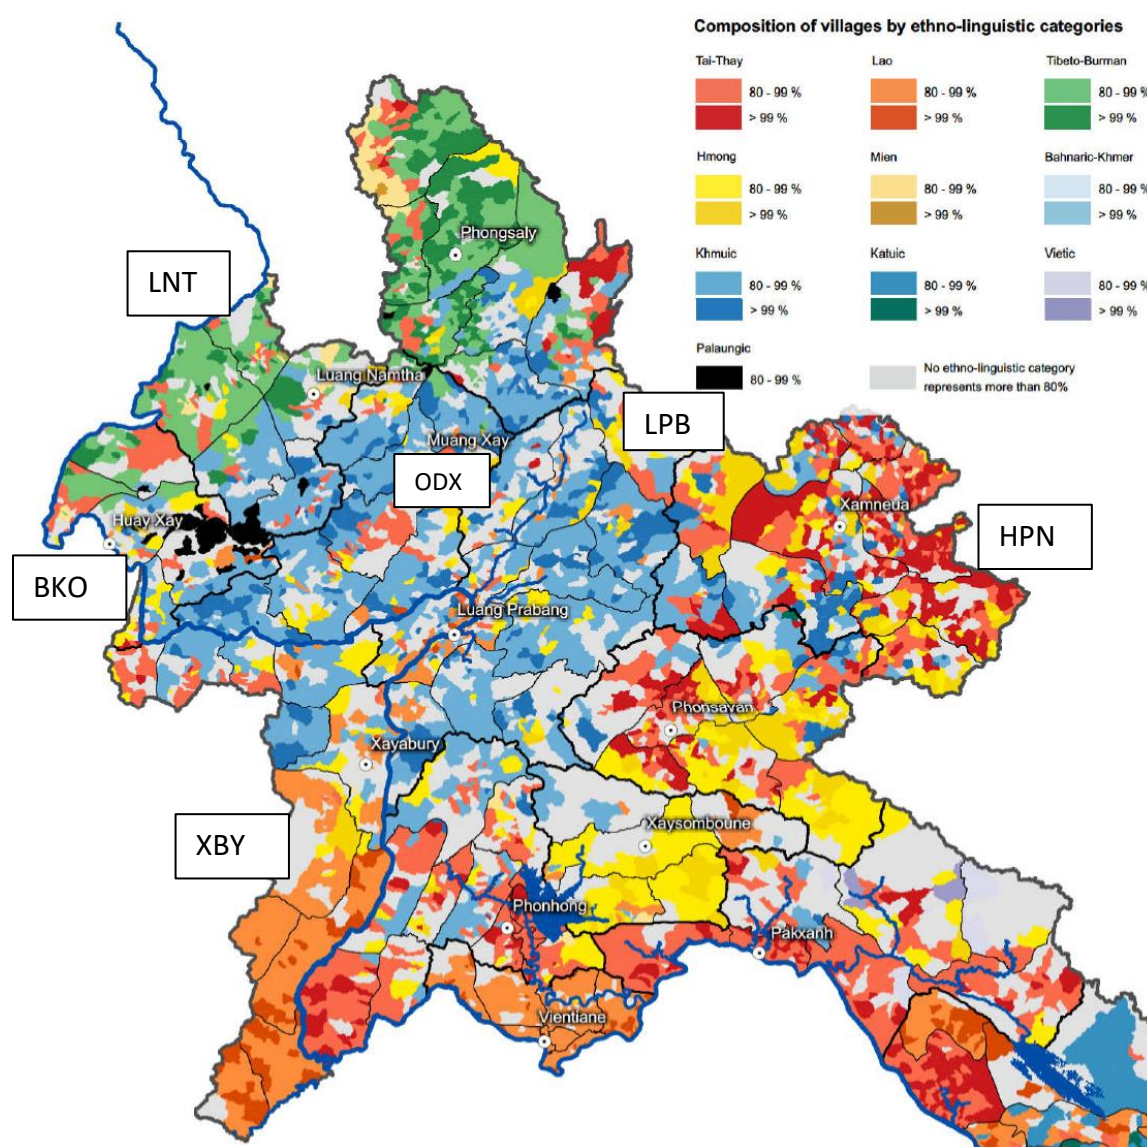 Composition of villages by ethno-linguistic categories
Tai-Thay
80 - 99 %
> 99 %
Lao
80 - 99 %
> 99 %
Tibeto-Burman
80 - 99 %
> 99 %
Hmong
80 - 99 %
> 99 %
Mien
80 - 99 %
> 99 %
Bahnaric-Khmer
80 - 99 %
> 99 %
Khmuic
80 - 99 %
> 99 %
Katuic
80 - 99 %
> 99 %
Vietic
80 - 99 %
> 99 %
Palaungic
80 - 99 %
No ethno-linguistic category
represents more than 80%
Phongsaly
LNT
Luang Namtha
LPB
Muang Xay
ODX
Xamneua
Huay Xay
HPN
BKO
Luang Prabang
Phonsavan
Xayabury
Xaysomboune
XBY
Phonhong
Pakxanh
Vientiane